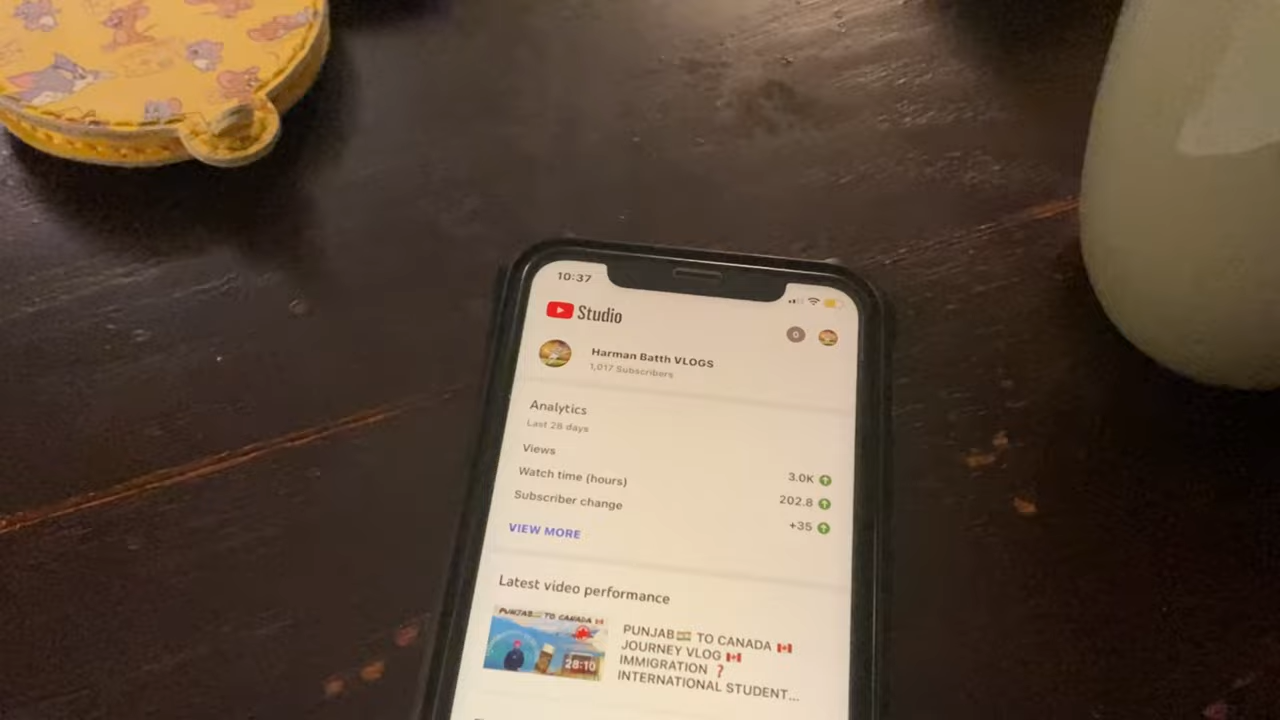 10:37
Studio
Harman Batth VLOGS
1,017 Subscribers
Analytics
Last 28 days
Views 3.0K
Watch time (hours) 202.8
Subscriber change +35
VIEW MORE
Latest video performance
PUNJAB TO CANADA
28:10
PUNJAB🇮🇳 TO CANADA 🇨🇦
JOURNEY VLOG 🇨🇦
IMMIGRATION ❓
INTERNATIONAL STUDENT...